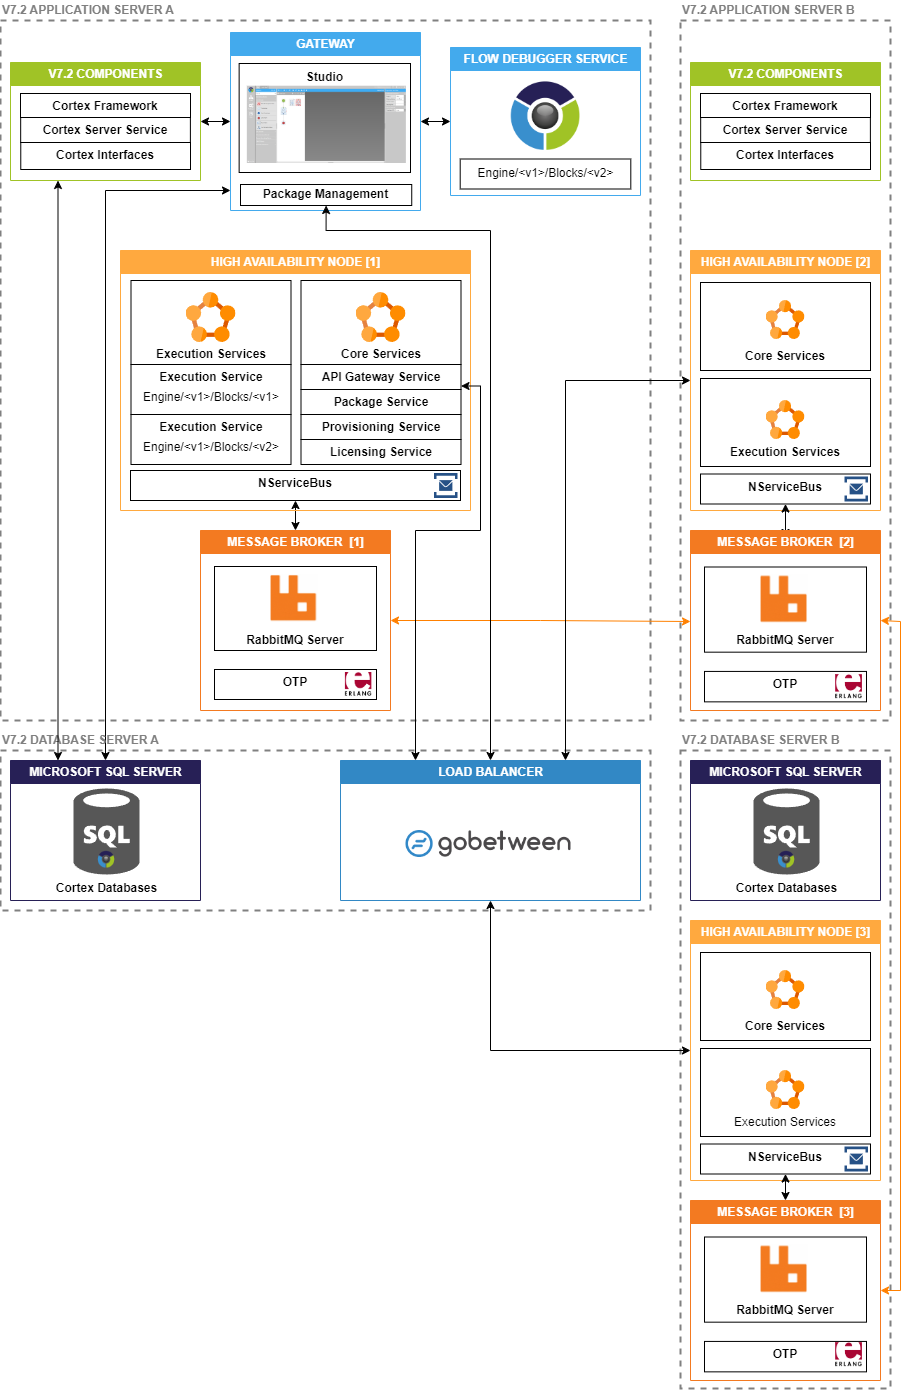 V7.2 APPLICATION SERVER A
GATEWAY
Studio
Package Management
V7.2 COMPONENTS
Cortex Framework
Cortex Server Service
Cortex Interfaces
FLOW DEBUGGER SERVICE
Engine/<v1>/Blocks/<v2>
HIGH AVAILABILITY NODE [1]
Execution Services
Execution Service
Engine/<v1>/Blocks/<v1>
Execution Service
Engine/<v1>/Blocks/<v2>
Core Services
API Gateway Service
Package Service
Provisioning Service
Licensing Service
NServiceBus
MESSAGE BROKER [1]
RabbitMQ Server
OTP
ERLANG
V7.2 APPLICATION SERVER B
V7.2 COMPONENTS
Cortex Framework
Cortex Server Service
Cortex Interfaces
HIGH AVAILABILITY NODE [2]
Core Services
Execution Services
NServiceBus
MESSAGE BROKER [2]
RabbitMQ Server
OTP
ERLANG
V7.2 DATABASE SERVER A
MICROSOFT SQL SERVER
SQL
Cortex Databases
LOAD BALANCER
gobetween
V7.2 DATABASE SERVER B
MICROSOFT SQL SERVER
SQL
Cortex Databases
HIGH AVAILABILITY NODE [3]
Core Services
Execution Services
NServiceBus
MESSAGE BROKER [3]
RabbitMQ Server
OTP
ERLANG